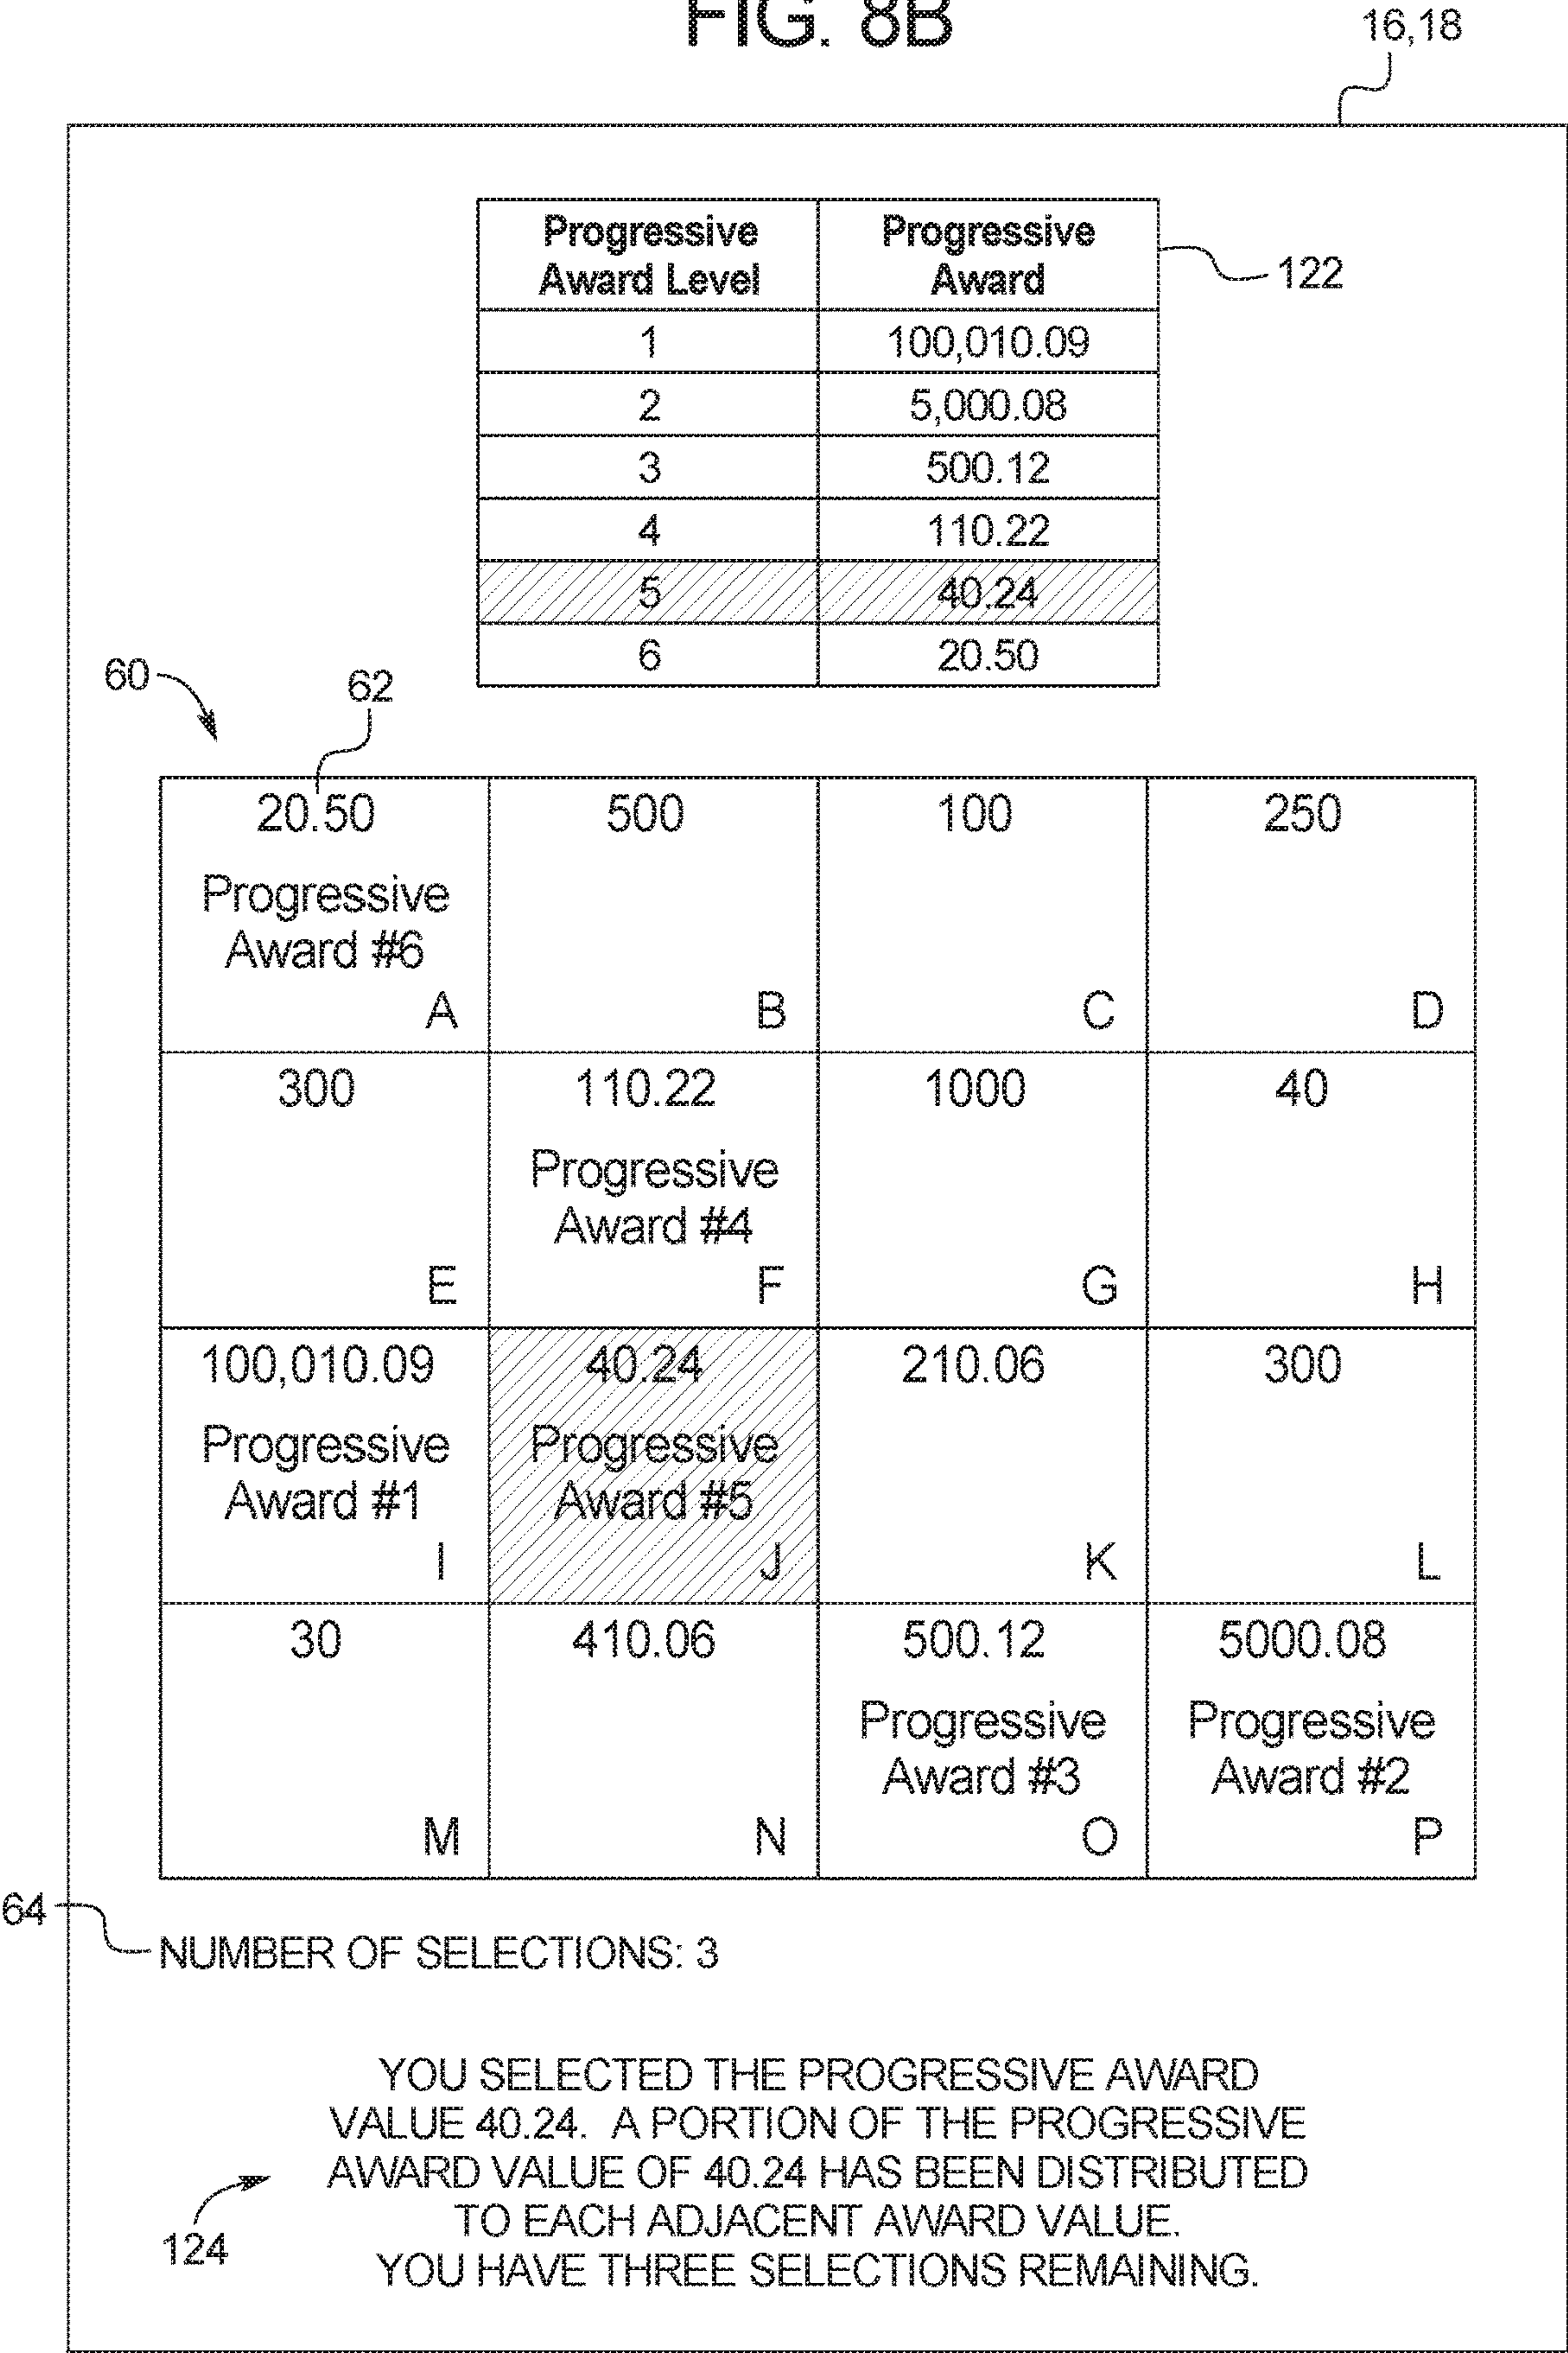 FIG. 8B
16,18
Progressive Award Level Progressive Award
122
1 100,010.09
2 5,000.08
3 500.12
4 110.22
5 40.24
6 20.50
60
62
20.50 500 100 250
Progressive
Award #6
A B C D
300 110.22 1000 40
Progressive
Award #4
E F G H
100,010.09 40.24 210.06 300
Progressive Progressive
Award #1 Award #5
I J K L
30 410.06 500.12 5000.08
Progressive Progressive
Award #3 Award #2
M N O P
64
NUMBER OF SELECTIONS: 3
YOU SELECTED THE PROGRESSIVE AWARD
VALUE 40.24. A PORTION OF THE PROGRESSIVE
AWARD VALUE OF 40.24 HAS BEEN DISTRIBUTED
TO EACH ADJACENT AWARD VALUE.
YOU HAVE THREE SELECTIONS REMAINING.
124